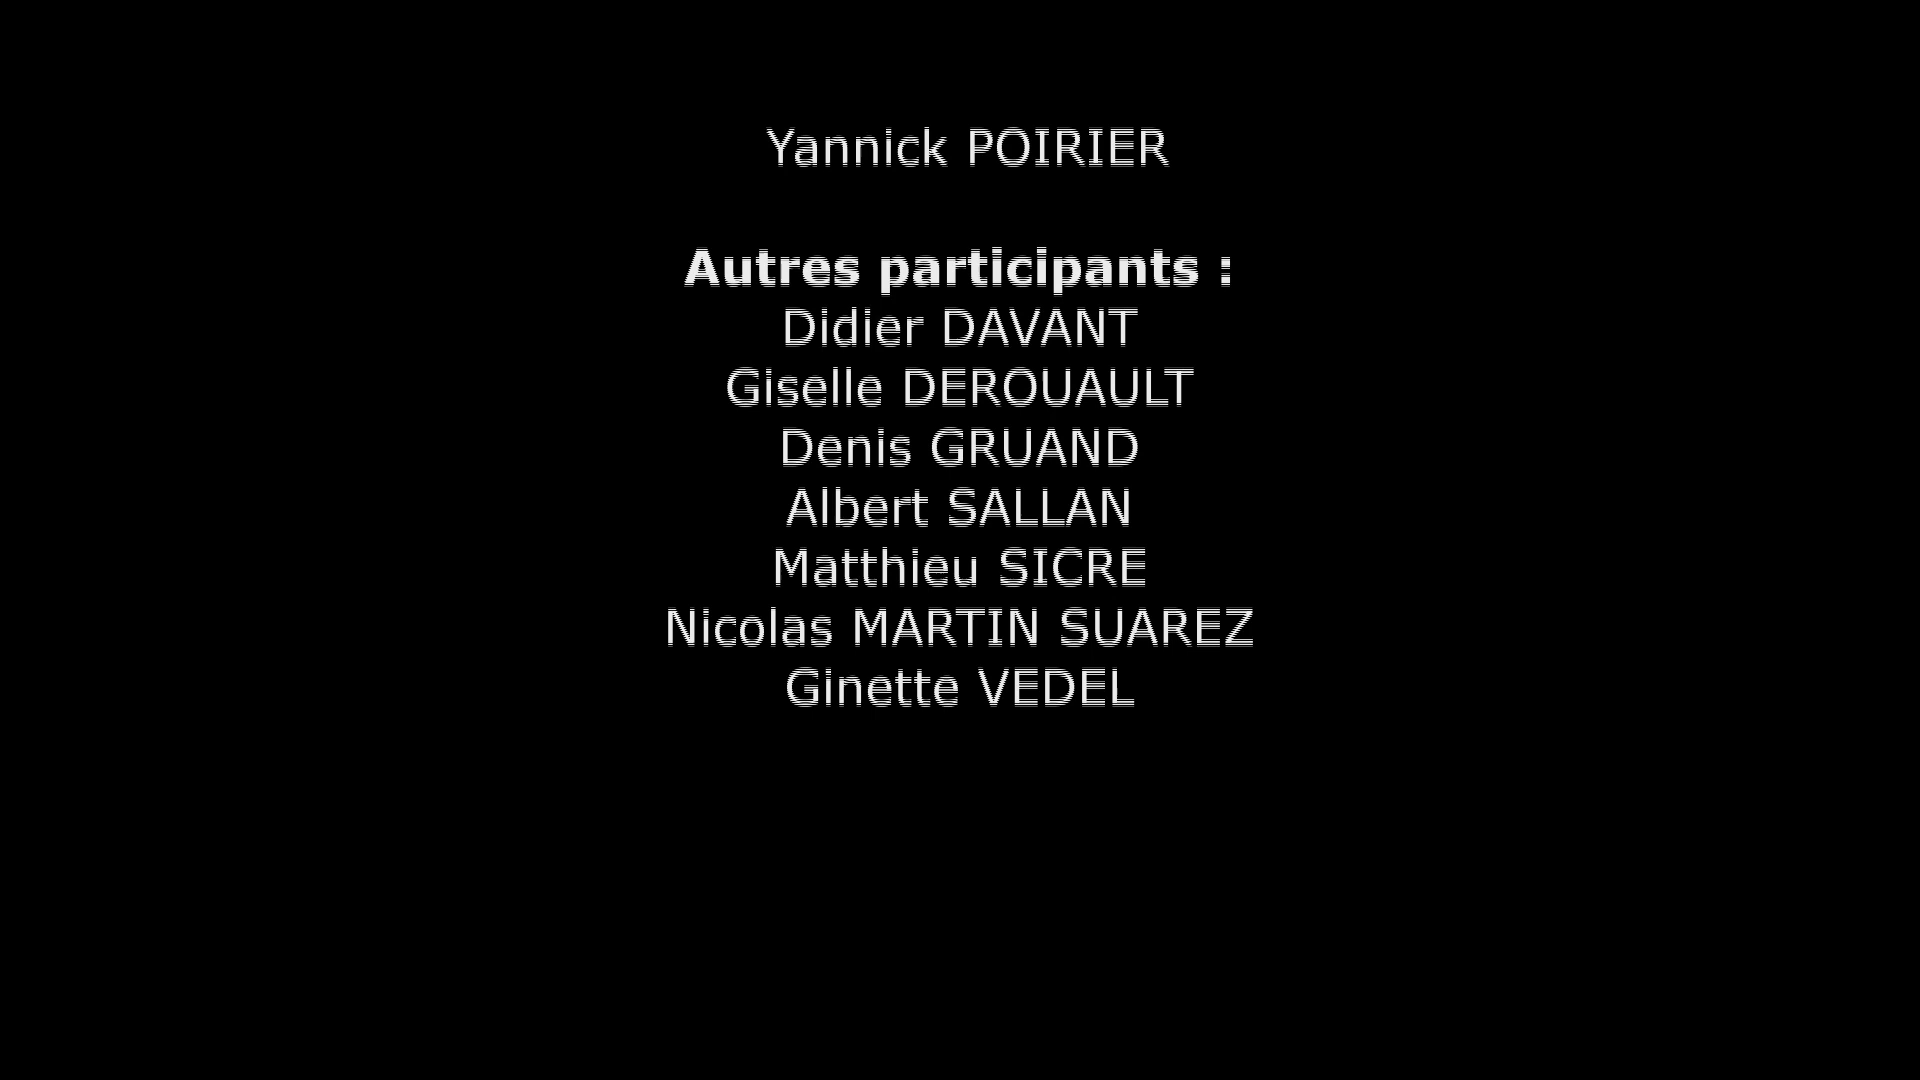 Yannick POIRIER
Autres participants :
Didier DAVANT
Giselle DEROUAULT
Denis GRUAND
Albert SALLAN
Matthieu SICRE
Nicolas MARTIN SUAREZ
Ginette VEDEL